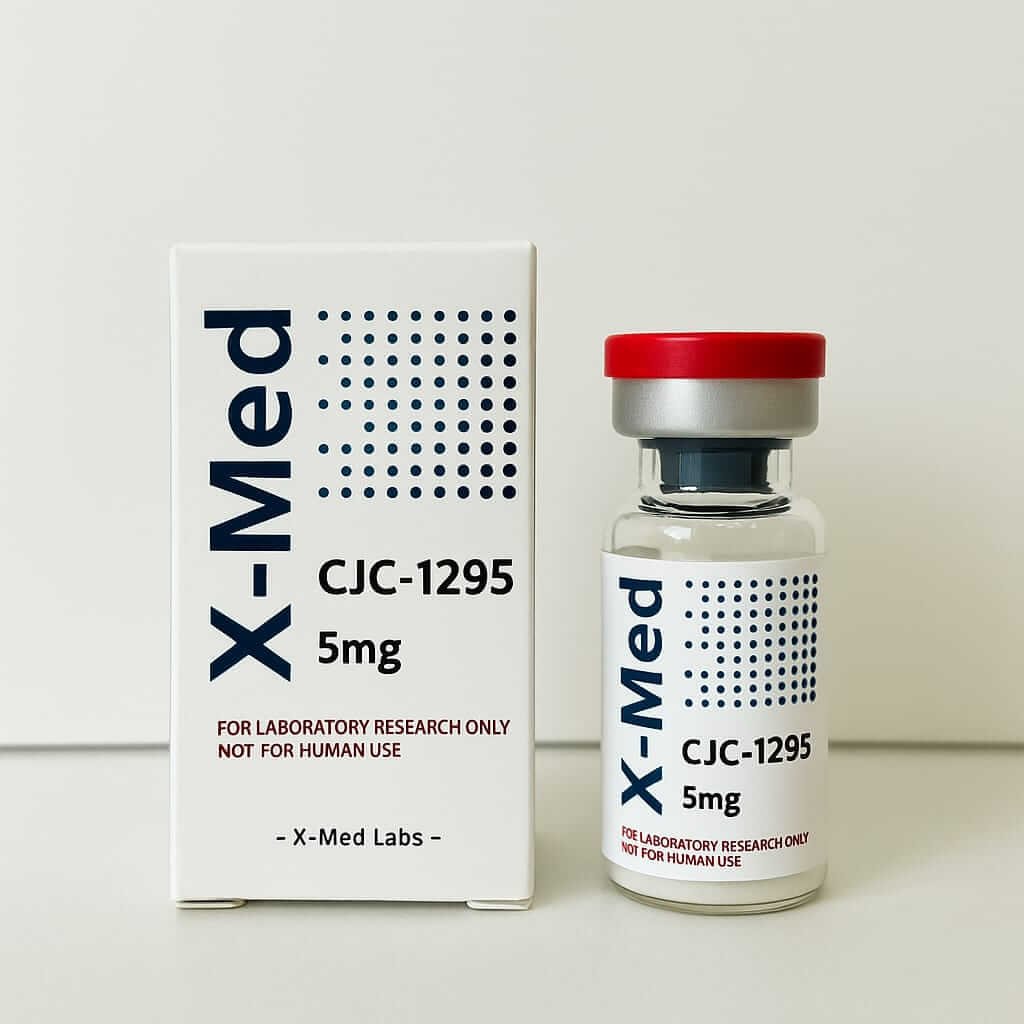 X-Med
CJC-1295
5mg
FOR LABORATORY RESEARCH ONLY
NOT FOR HUMAN USE
- X-Med Labs -
X-Med
CJC-1295
5mg
FOE LABORATORY RESEARCH ONLY
NOT FOR HUMAN USE